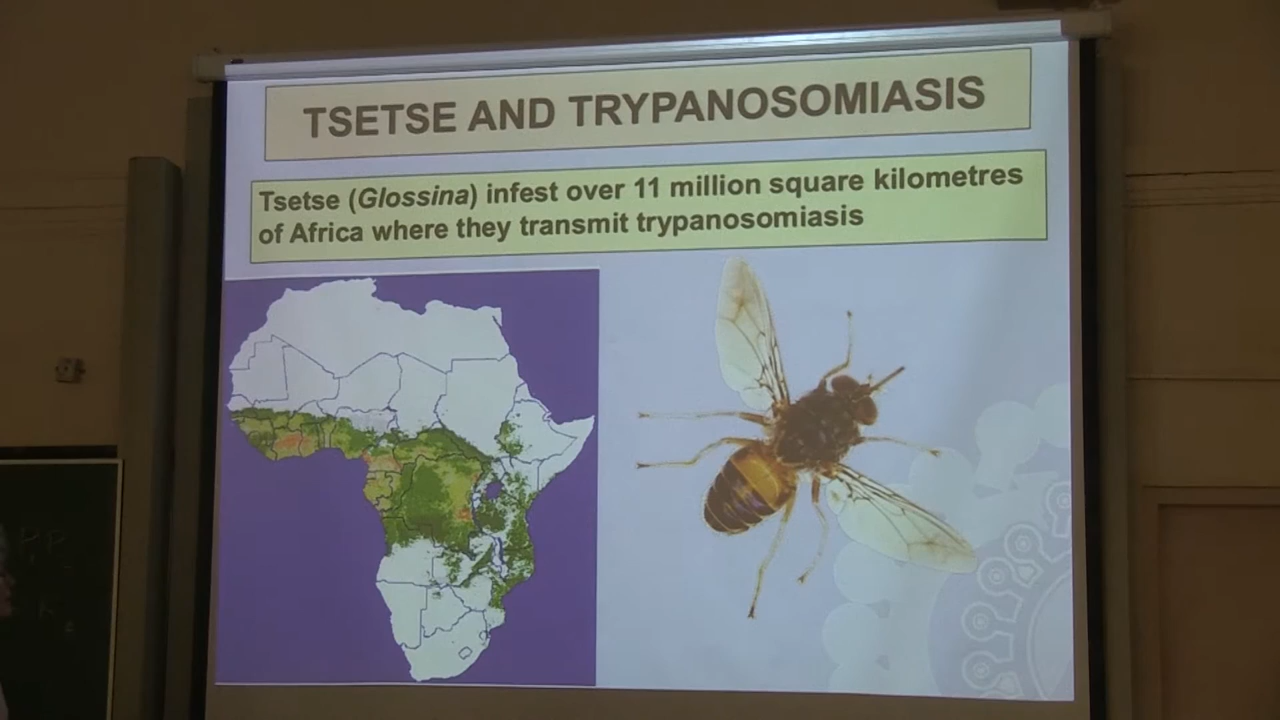 TSETSE AND TRYPANOSOMIASIS
Tsetse (Glossina) infest over 11 million square kilometres
of Africa where they transmit trypanosomiasis